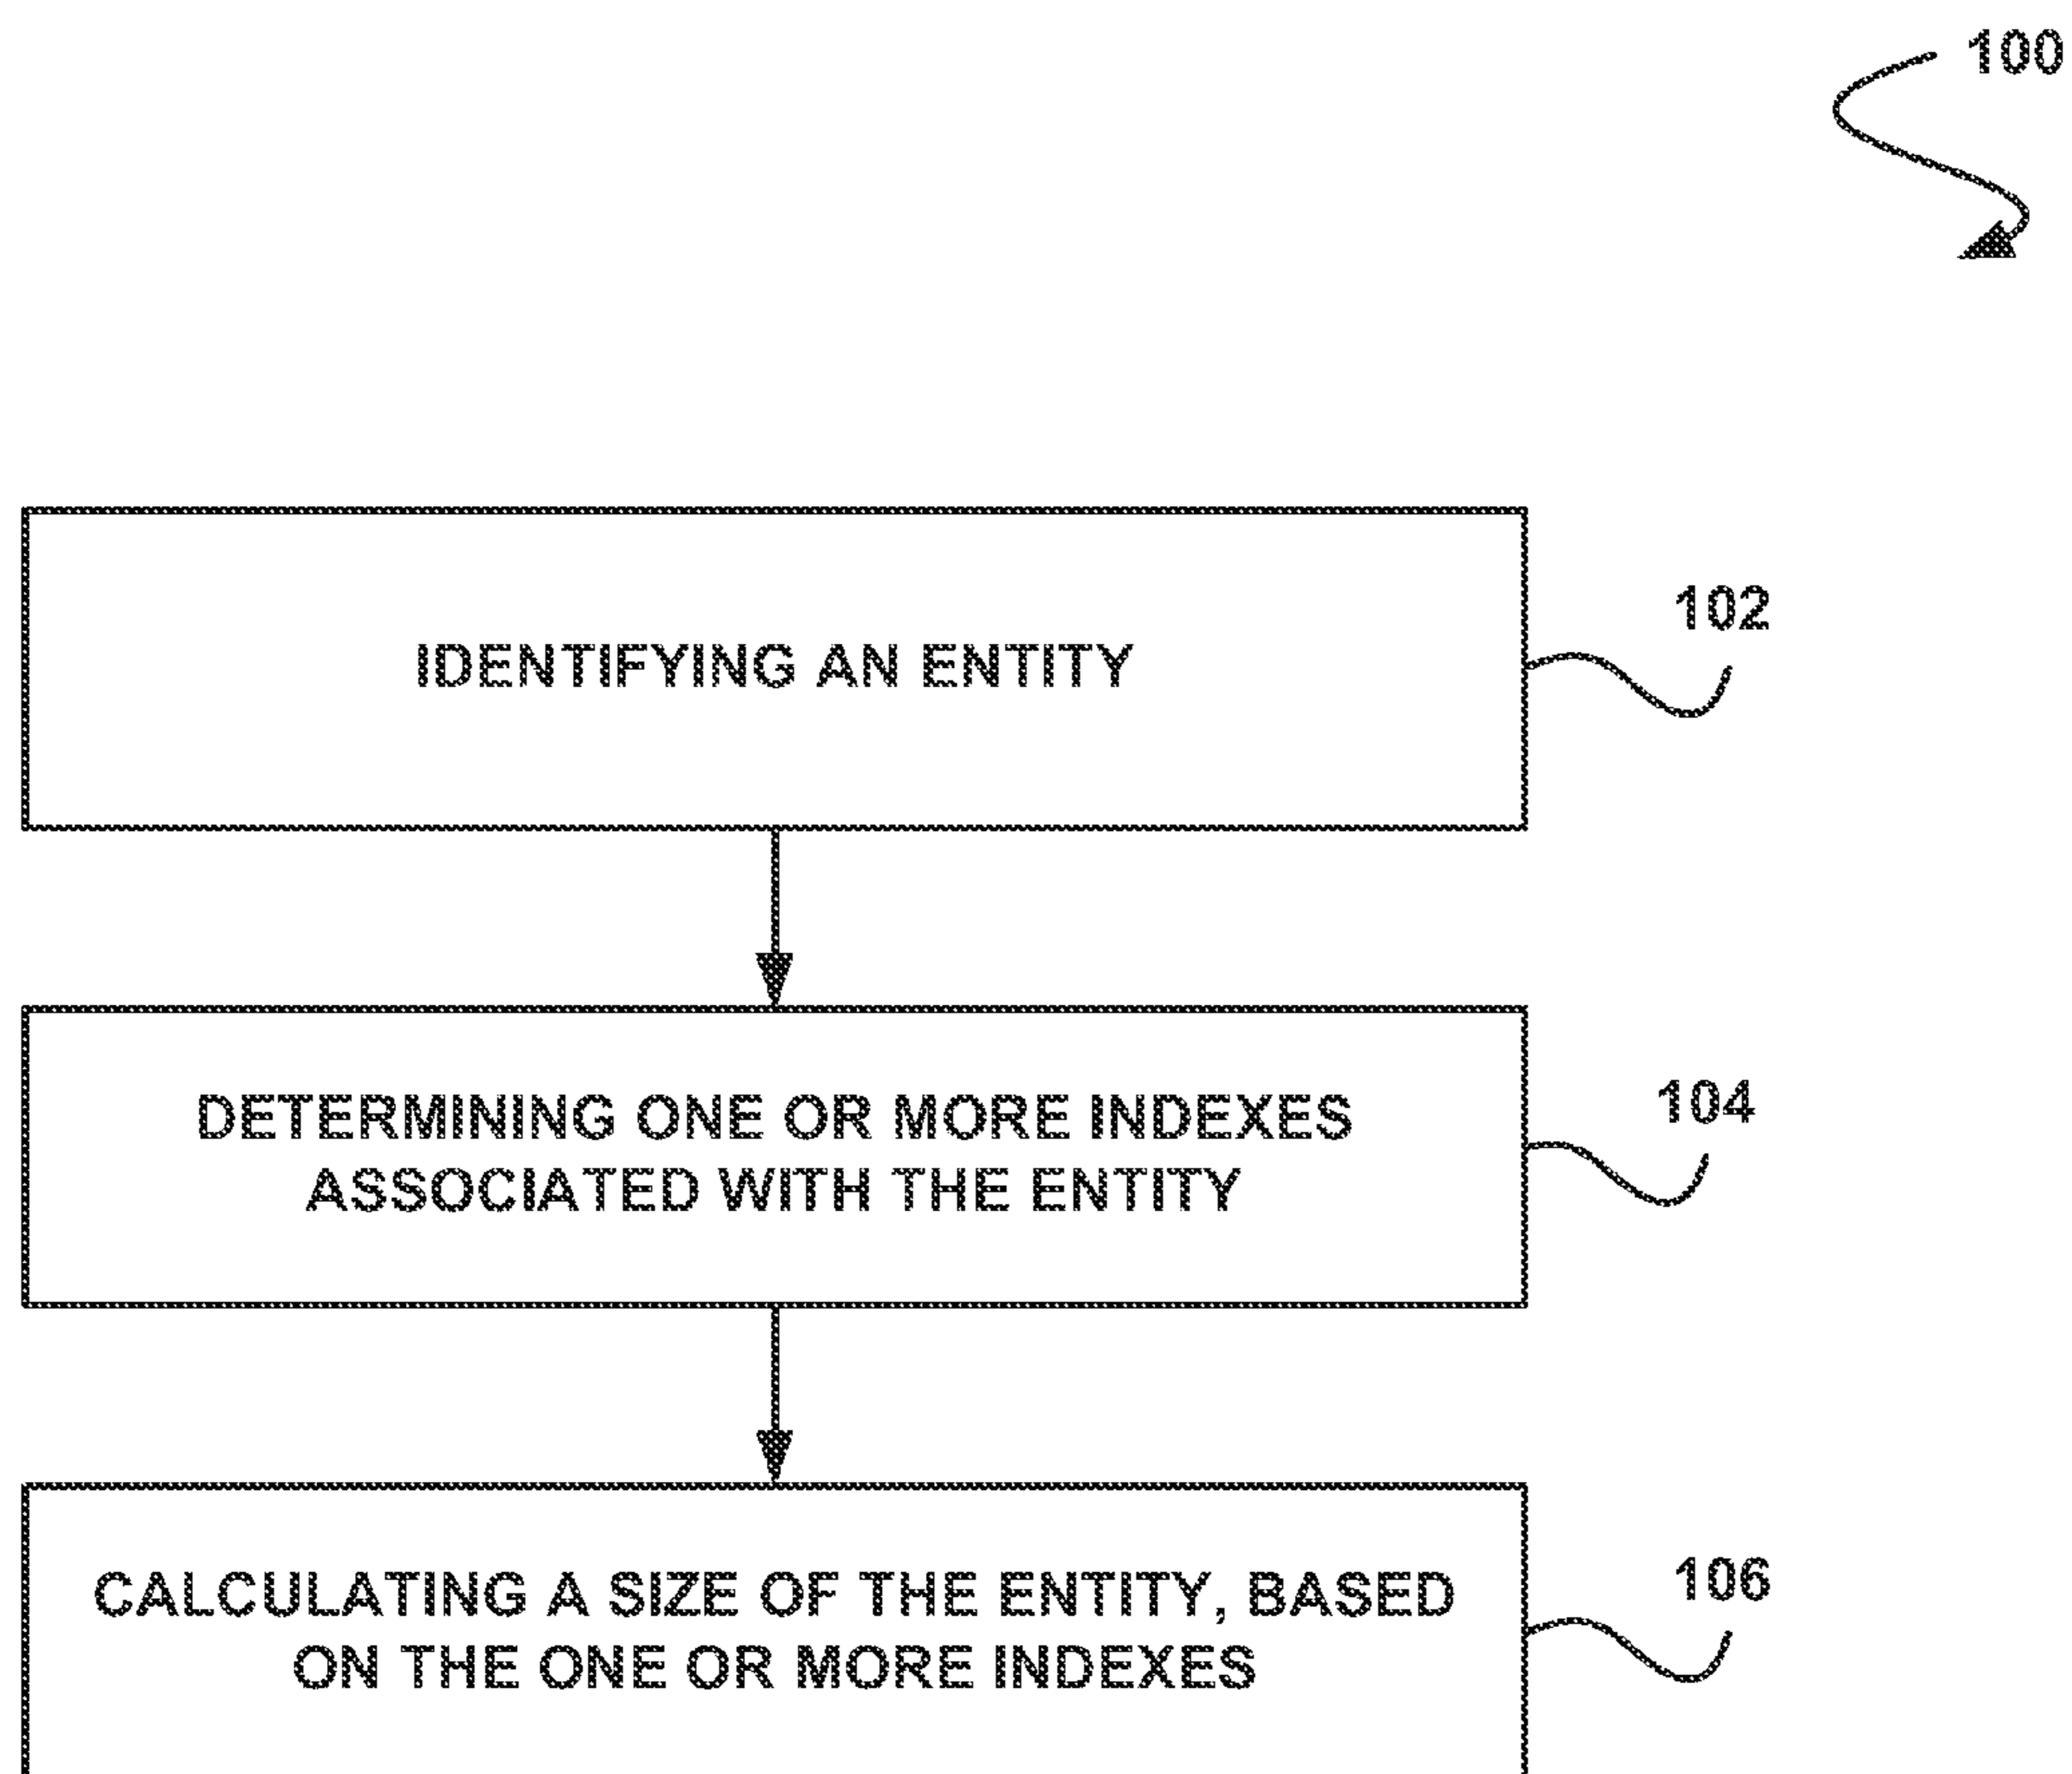 100
IDENTIFYING AN ENTITY
102
DETERMINING ONE OR MORE INDEXES
ASSOCIATED WITH THE ENTITY
104
CALCULATING A SIZE OF THE ENTITY, BASED
ON THE ONE OR MORE INDEXES
106